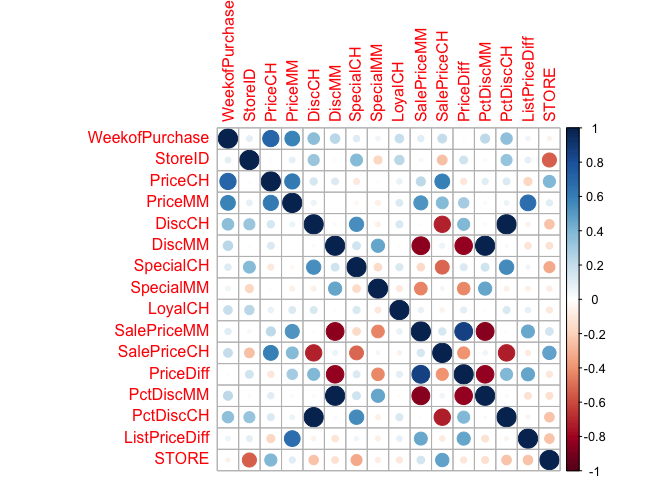 WeekofPurchase
StoreID
PriceCH
PriceMM
DiscCH
DiscMM
SpecialCH
SpecialMM
LoyalCH
SalePriceMM
SalePriceCH
PriceDiff
PctDiscMM
PctDiscCH
ListPriceDiff
STORE
WeekofPurchase
StoreID
PriceCH
PriceMM
DiscCH
DiscMM
SpecialCH
SpecialMM
LoyalCH
SalePriceMM
SalePriceCH
PriceDiff
PctDiscMM
PctDiscCH
ListPriceDiff
STORE
1
0.8
0.6
0.4
0.2
0
-0.2
-0.4
-0.6
-0.8
-1